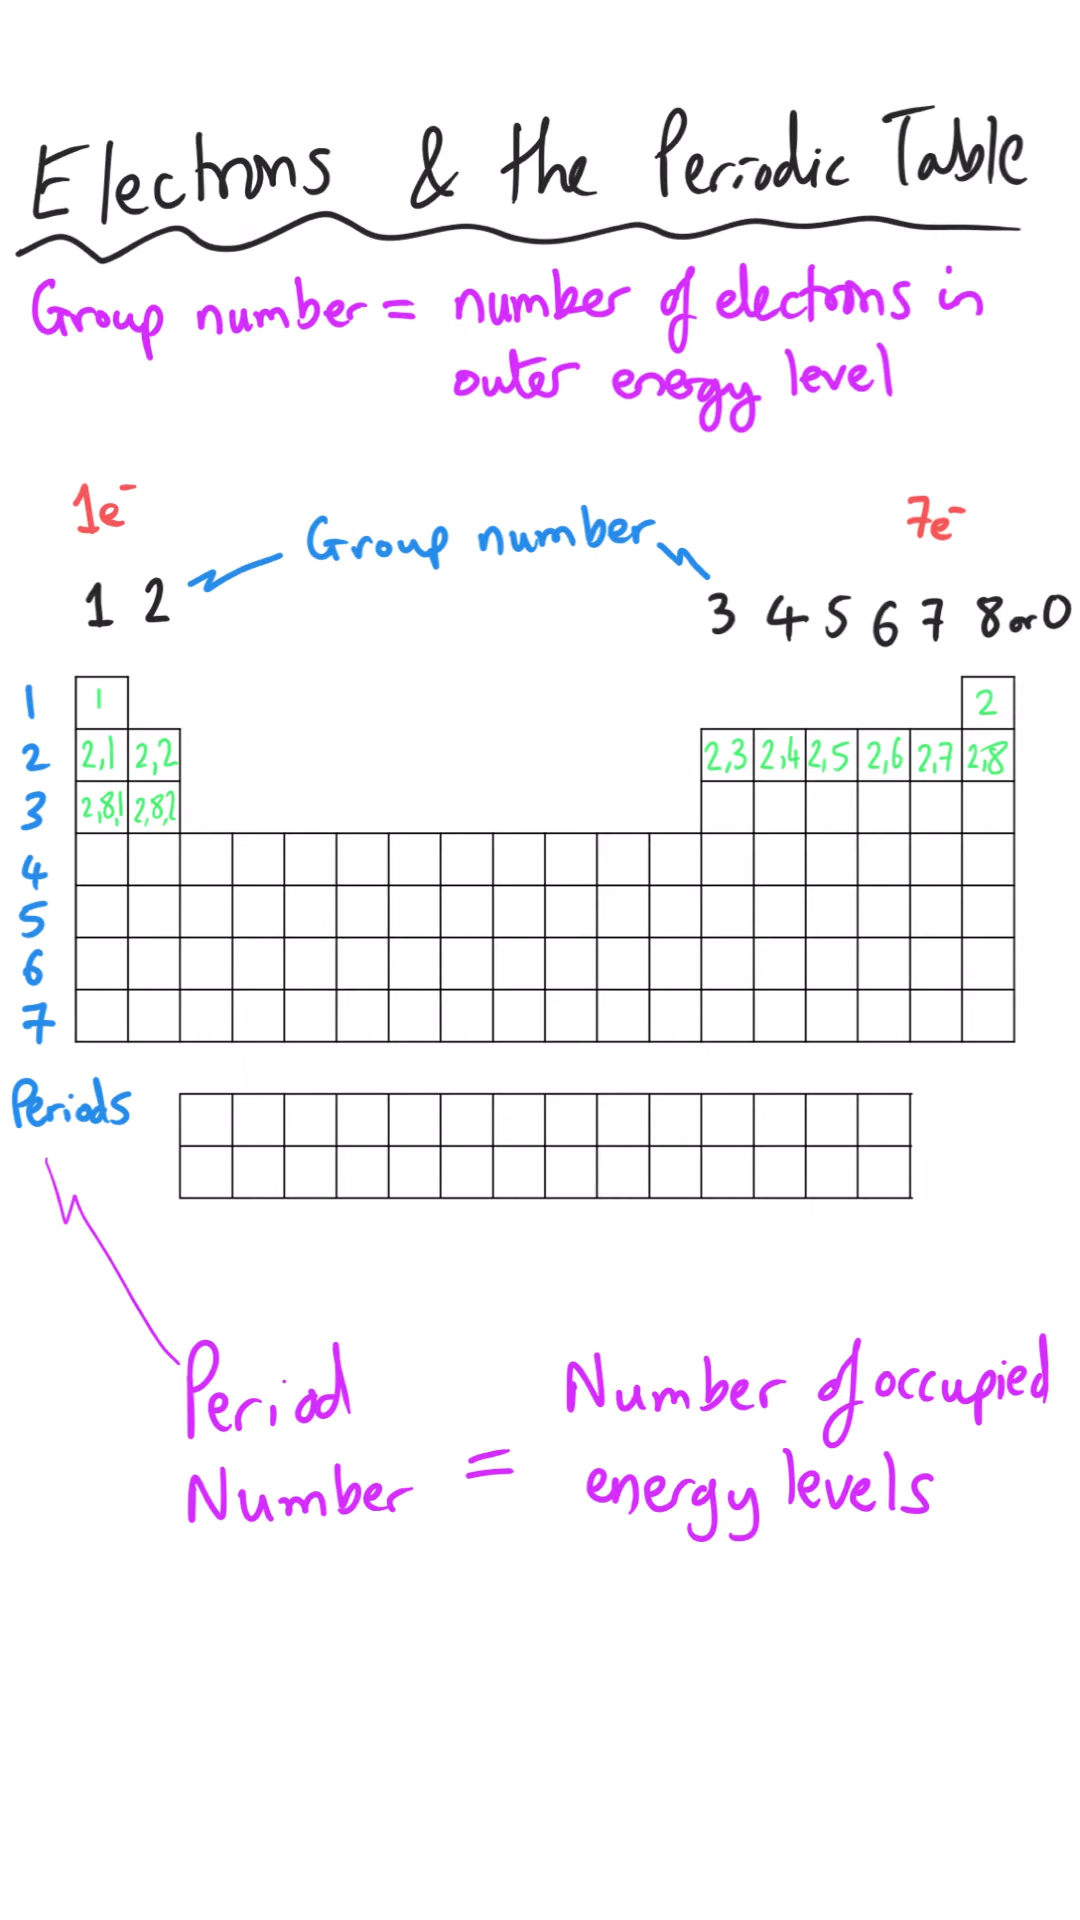 Electrons & the Periodic Table
Group number = number of electrons in
outer energy level
1e⁻ 7e⁻
Group number
1 2 3 4 5 6 7 8 or 0
1 1 2
2 2,1 2,2 2,3 2,4 2,5 2,6 2,7 2,8
3 2,8,1 2,8,2
4
5
6
7
Periods
Period Number of occupied
Number = energy levels